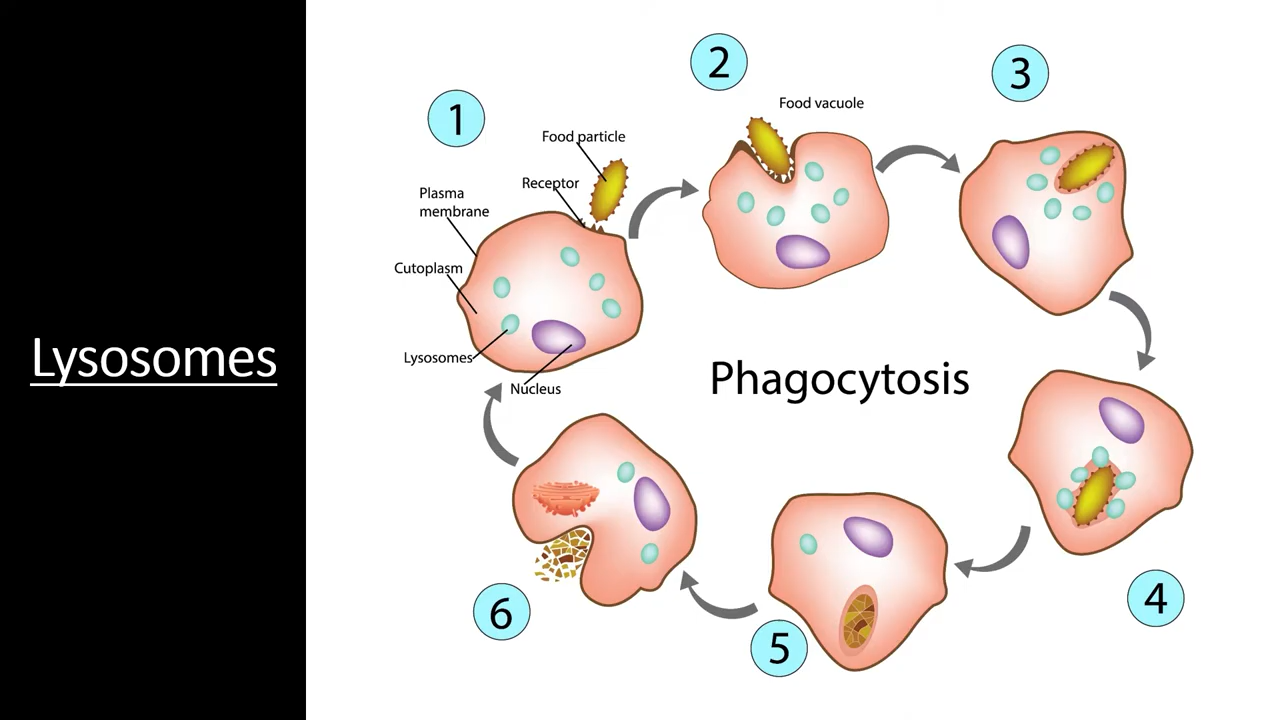 Lysosomes
1
2
3
Food vacuole
Food particle
Receptor
Plasma
membrane
Cutoplasm
Lysosomes
Nucleus
Phagocytosis
4
5
6